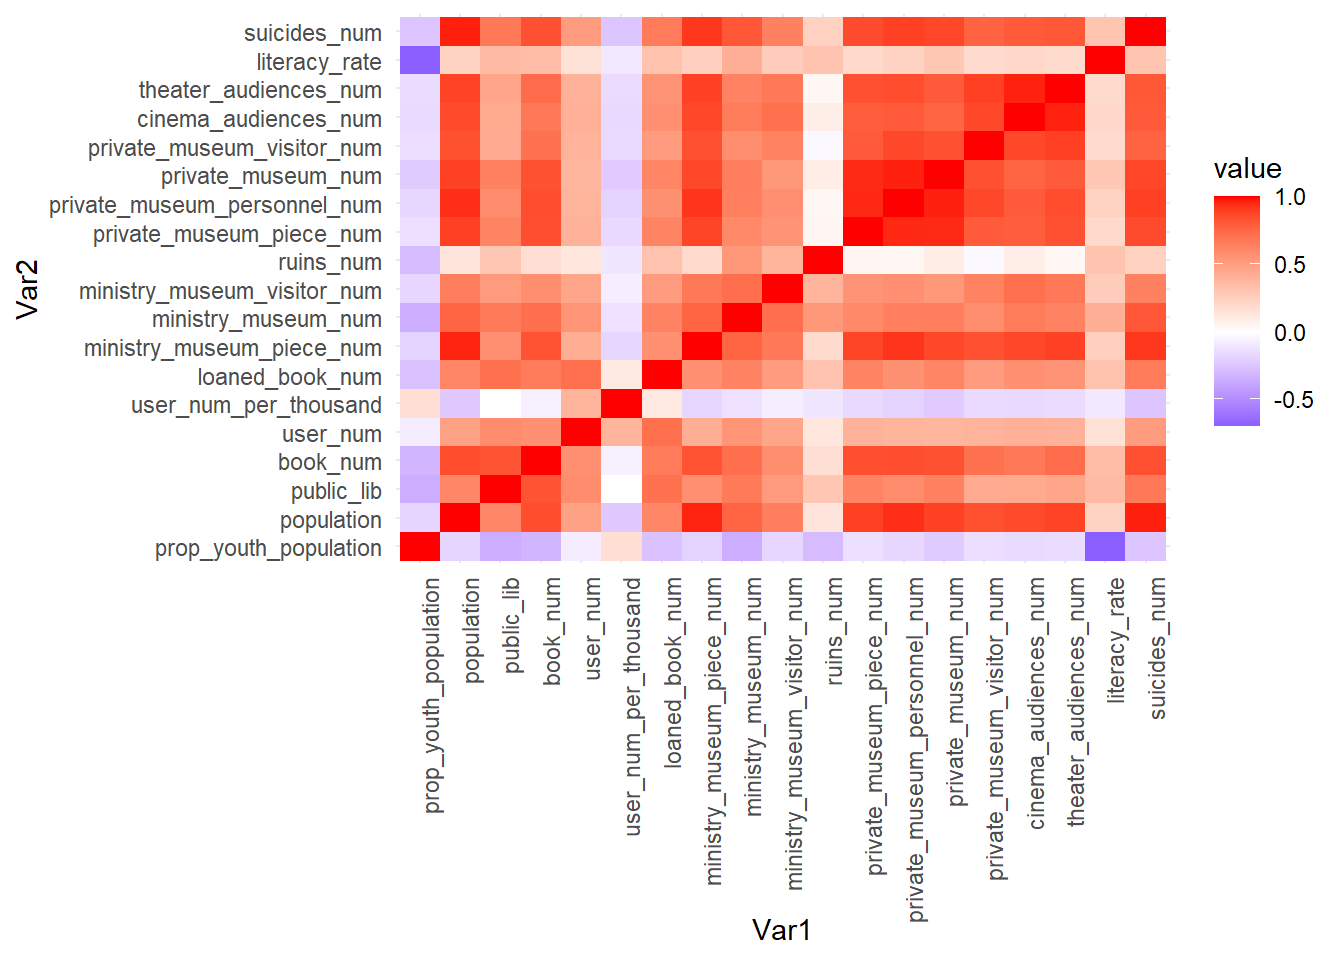 suicides_num
literacy_rate
theater_audiences_num
cinema_audiences_num
private_museum_visitor_num
private_museum_num
private_museum_personnel_num
private_museum_piece_num
ruins_num
ministry_museum_visitor_num
ministry_museum_num
ministry_museum_piece_num
loaned_book_num
user_num_per_thousand
user_num
book_num
public_lib
population
prop_youth_population
Var2
prop_youth_population
population
public_lib
book_num
user_num
user_num_per_thousand
loaned_book_num
ministry_museum_piece_num
ministry_museum_num
ministry_museum_visitor_num
ruins_num
private_museum_piece_num
private_museum_personnel_num
private_museum_num
private_museum_visitor_num
cinema_audiences_num
theater_audiences_num
literacy_rate
suicides_num
Var1
value
1.0
0.5
0.0
-0.5